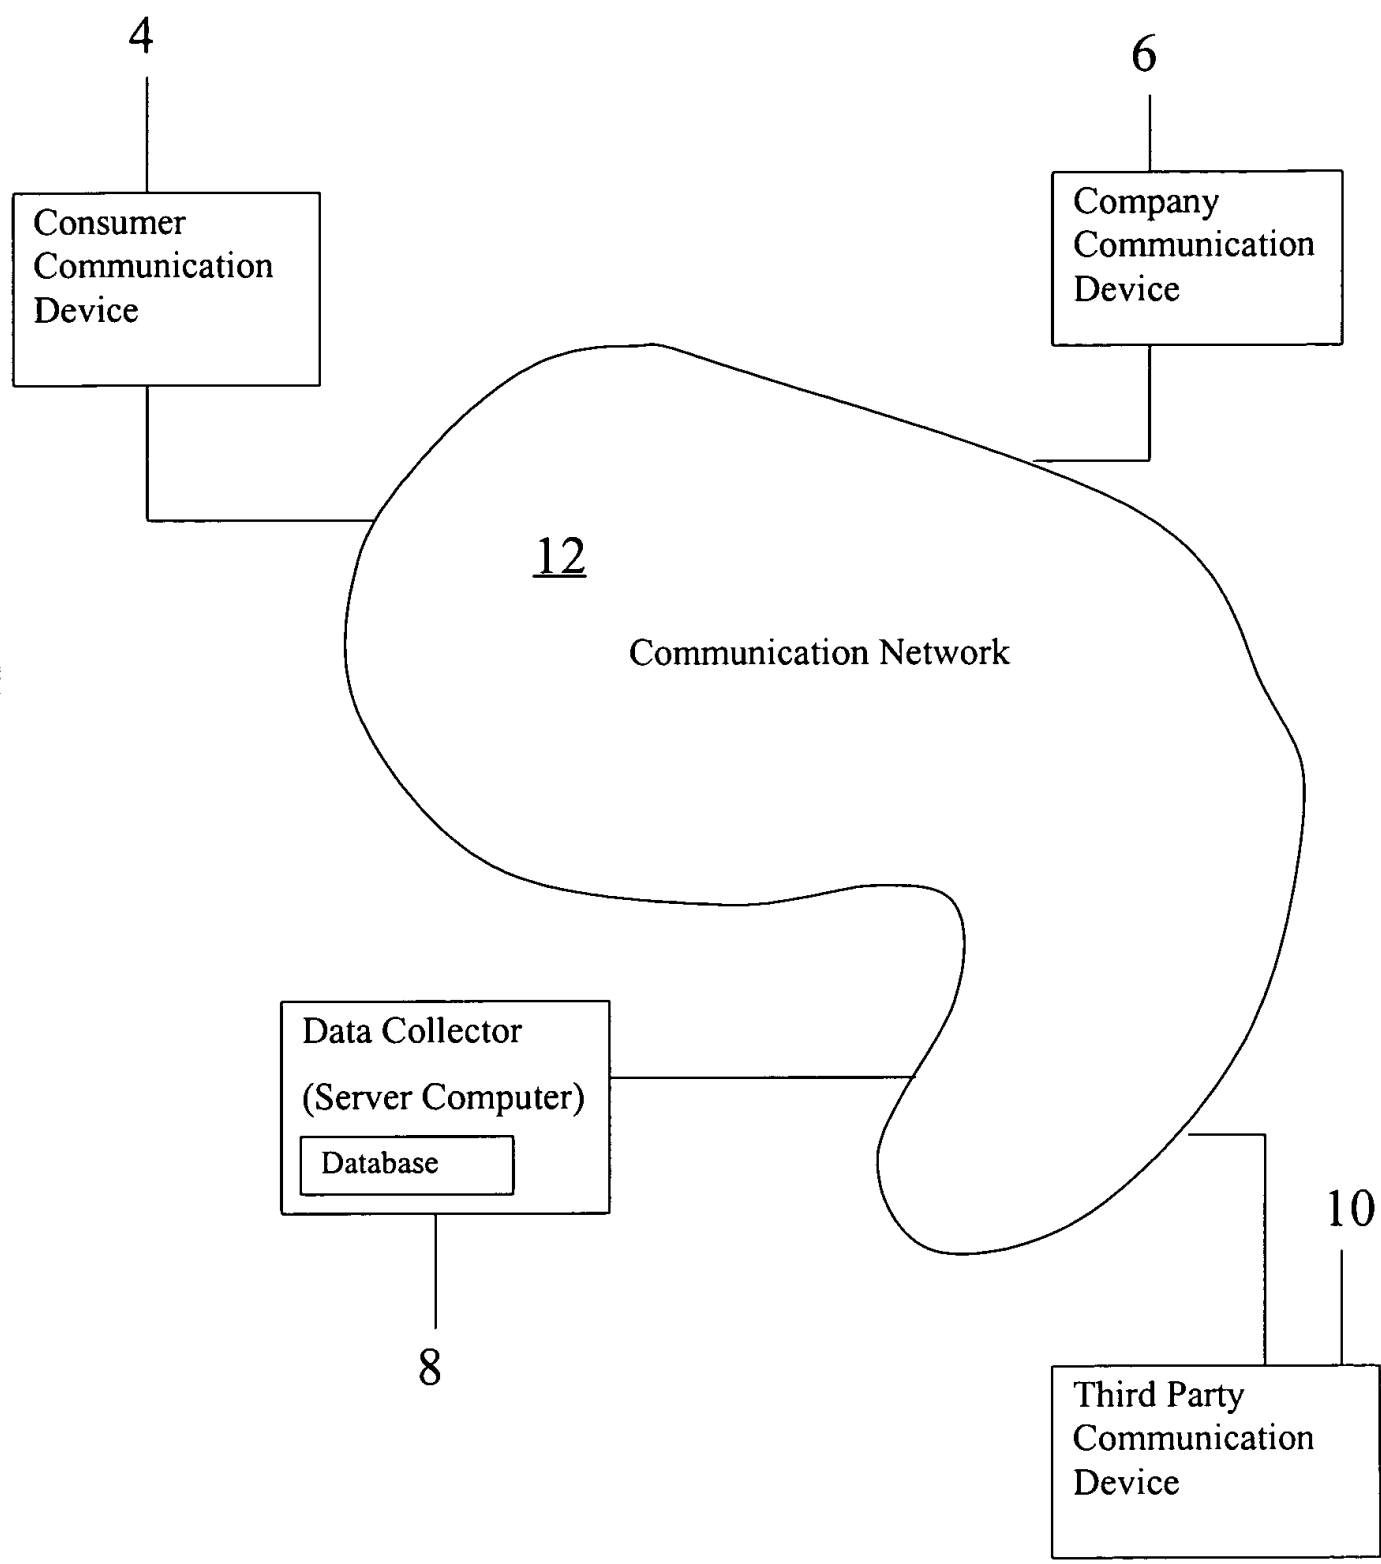 4
6
Consumer
Communication
Device
Company
Communication
Device
12
Communication Network
Data Collector
(Server Computer)
Database
8
10
Third Party
Communication
Device